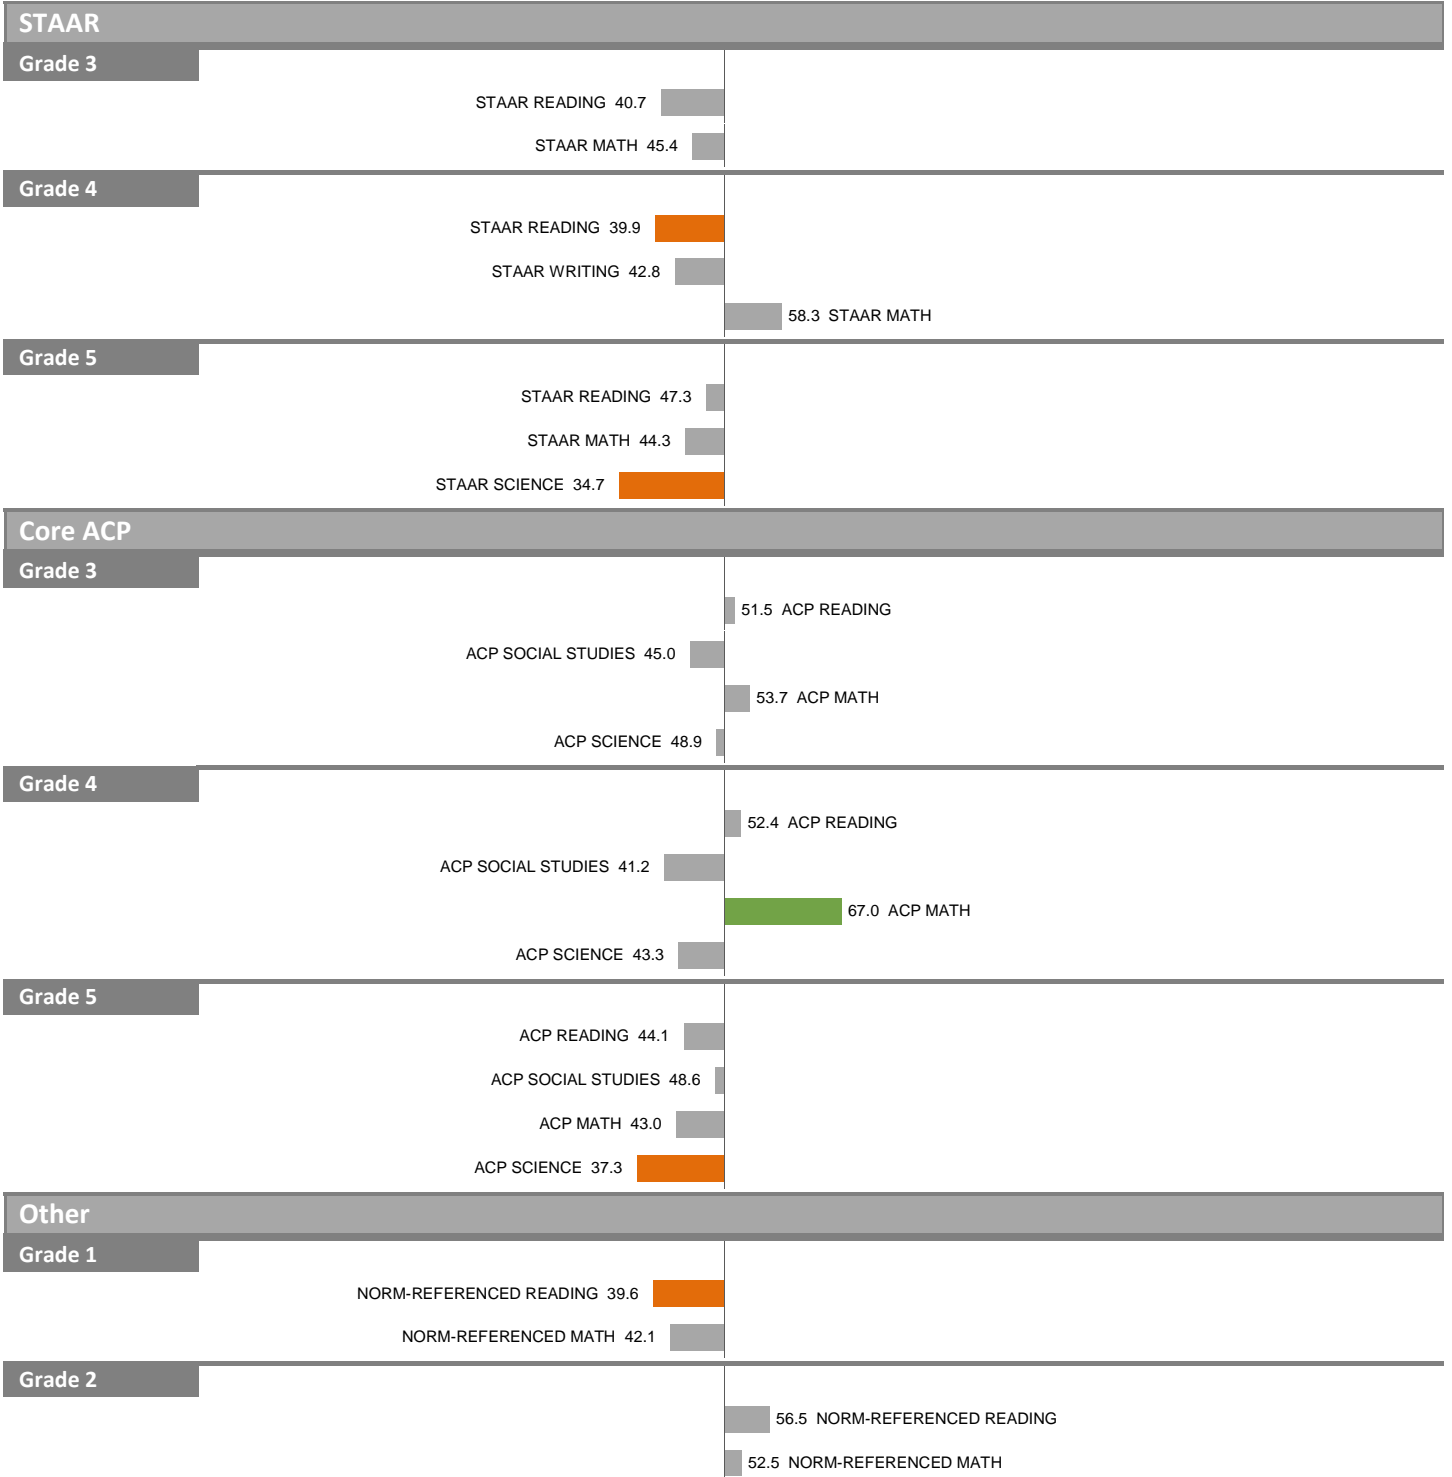 STAAR
Grade 3
STAAR READING 40.7
STAAR MATH 45.4
Grade 4
STAAR READING 39.9
STAAR WRITING 42.8
58.3 STAAR MATH
Grade 5
STAAR READING 47.3
STAAR MATH 44.3
STAAR SCIENCE 34.7
Core ACP
Grade 3
51.5 ACP READING
ACP SOCIAL STUDIES 45.0
53.7 ACP MATH
ACP SCIENCE 48.9
Grade 4
52.4 ACP READING
ACP SOCIAL STUDIES 41.2
67.0 ACP MATH
ACP SCIENCE 43.3
Grade 5
ACP READING 44.1
ACP SOCIAL STUDIES 48.6
ACP MATH 43.0
ACP SCIENCE 37.3
Other
Grade 1
NORM-REFERENCED READING 39.6
NORM-REFERENCED MATH 42.1
Grade 2
56.5 NORM-REFERENCED READING
52.5 NORM-REFERENCED MATH